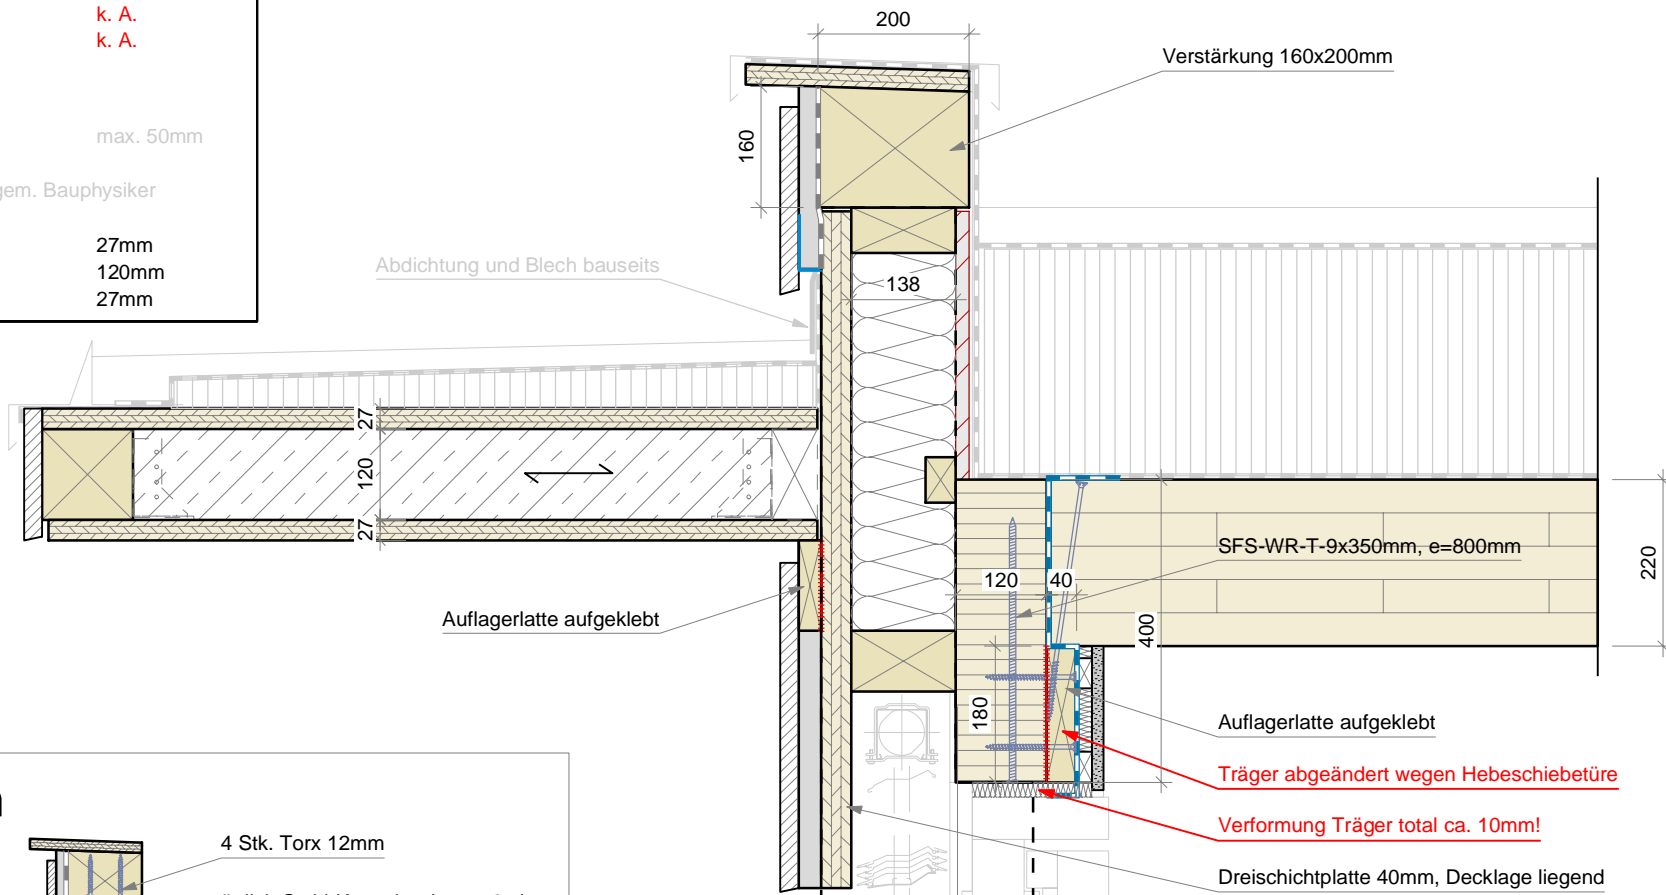 k. A.
k. A.
max. 50mm
gem. Bauphysiker
27mm
120mm
27mm
200
Verstärkung 160x200mm
160
Abdichtung und Blech bauseits
138
27
120
27
SFS-WR-T-9x350mm, e=800mm
220
120
40
400
Auflagerlatte aufgeklebt
180
Auflagerlatte aufgeklebt
Träger abgeändert wegen Hebeschiebetüre
Verformung Träger total ca. 10mm!
4 Stk. Torx 12mm
Dreischichtplatte 40mm, Decklage liegend